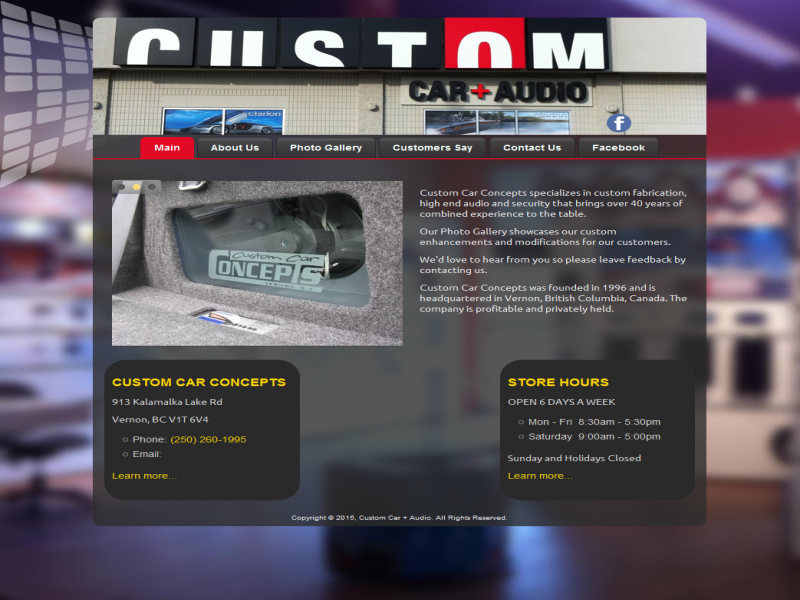 CUSTOM
CAR+AUDIO
Clarion
Clarion
Main
About Us
Photo Gallery
Customers Say
Contact Us
Facebook
Custom Car
CONCEPTS
Custom Car Concepts specializes in custom fabrication,
high end audio and security that brings over 40 years of
combined experience to the table.
Our Photo Gallery showcases our custom
enhancements and modifications for our customers.
We'd love to hear from you so please leave feedback by
contacting us.
Custom Car Concepts was founded in 1996 and is
headquartered in Vernon, British Columbia, Canada. The
company is profitable and privately held.
CUSTOM CAR CONCEPTS
913 Kalamalka Lake Rd
Vernon, BC V1T 6V4
Phone: (250) 260-1995
Email:
Learn more...
STORE HOURS
OPEN 6 DAYS A WEEK
Mon - Fri 8:30am - 5:30pm
Saturday 9:00am - 5:00pm
Sunday and Holidays Closed
Learn more...
Copyright © 2015, Custom Car + Audio. All Rights Reserved.